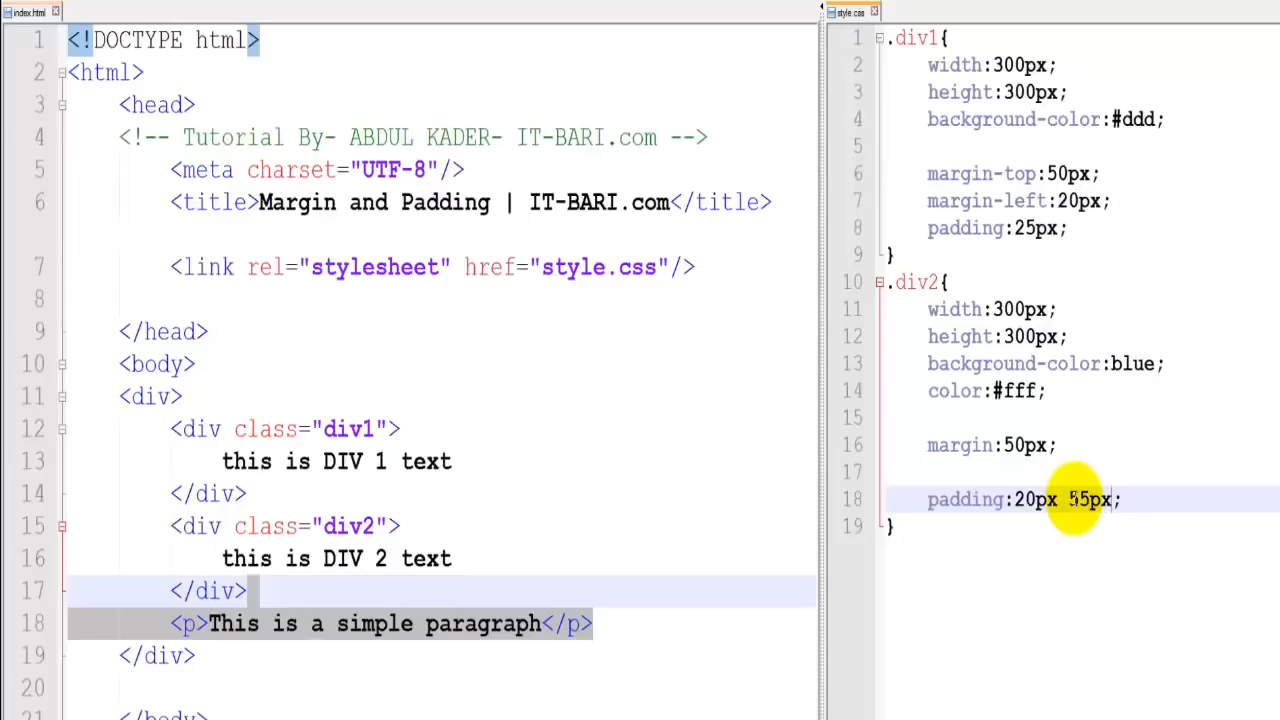 index.html
1 <!DOCTYPE html>
2 <html>
3 <head>
4 <!-- Tutorial By- ABDUL KADER- IT-BARI.com -->
5 <meta charset="UTF-8"/>
6 <title>Margin and Padding | IT-BARI.com</title>
7 <link rel="stylesheet" href="style.css"/>
8
9 </head>
10 <body>
11 <div>
12 <div class="div1">
13 this is DIV 1 text
14 </div>
15 <div class="div2">
16 this is DIV 2 text
17 </div>
18 <p>This is a simple paragraph</p>
19 </div>
20
21 </body>
style.css
1 .div1{
2 width:300px;
3 height:300px;
4 background-color:#ddd;
5
6 margin-top:50px;
7 margin-left:20px;
8 padding:25px;
9 }
10 .div2{
11 width:300px;
12 height:300px;
13 background-color:blue;
14 color:#fff;
15
16 margin:50px;
17
18 padding:20px 55px;
19 }